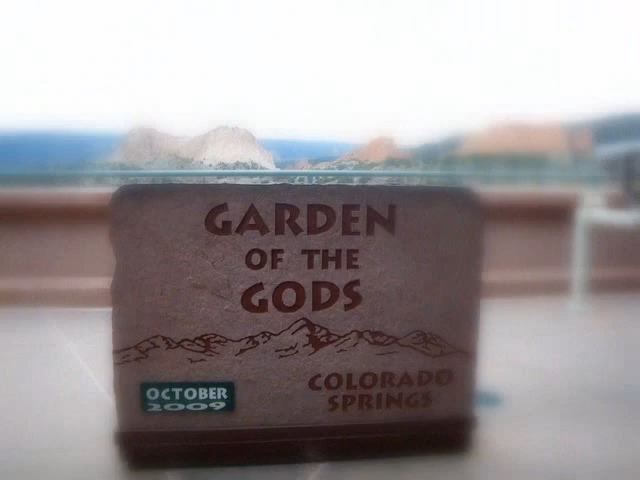 GARDEN
OF THE
GODS
OCTOBER
2009
COLORADO
SPRINGS